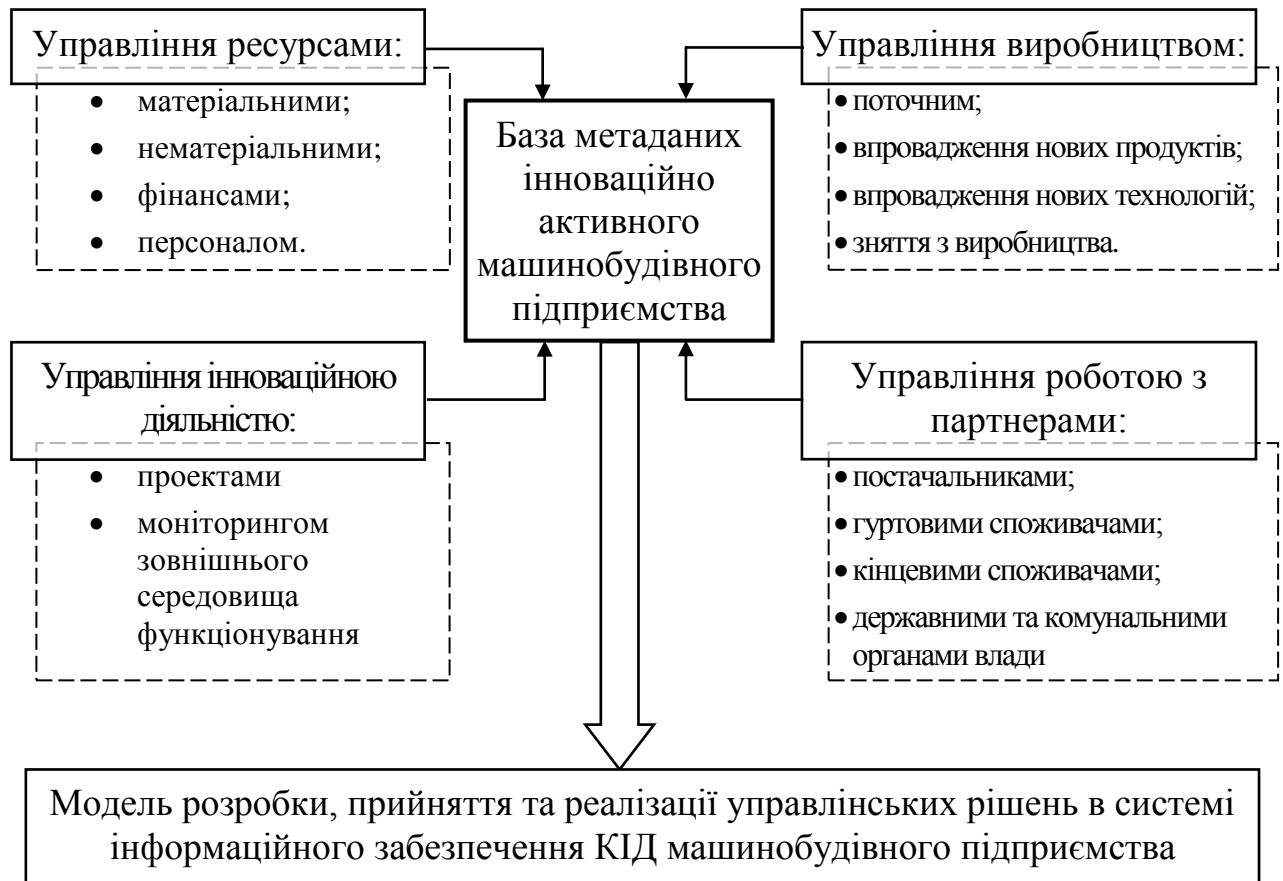 Управління ресурсами:
• матеріальними;
• нематеріальними;
• фінансами;
• персоналом.
База метаданих
інноваційно
активного
машинобудівного
підприємства
Управління виробництвом:
• поточним;
• впровадження нових продуктів;
• впровадження нових технологій;
• зняття з виробництва.
Управління інноваційною
діяльністю:
• проектами
• моніторингом
зовнішнього
середовища
функціонування
Управління роботою з
партнерами:
• постачальниками;
• гуртовими споживачами;
• кінцевими споживачами;
• державними та комунальними
органами влади
Модель розробки, прийняття та реалізації управлінських рішень в системі
інформаційного забезпечення КІД машинобудівного підприємства